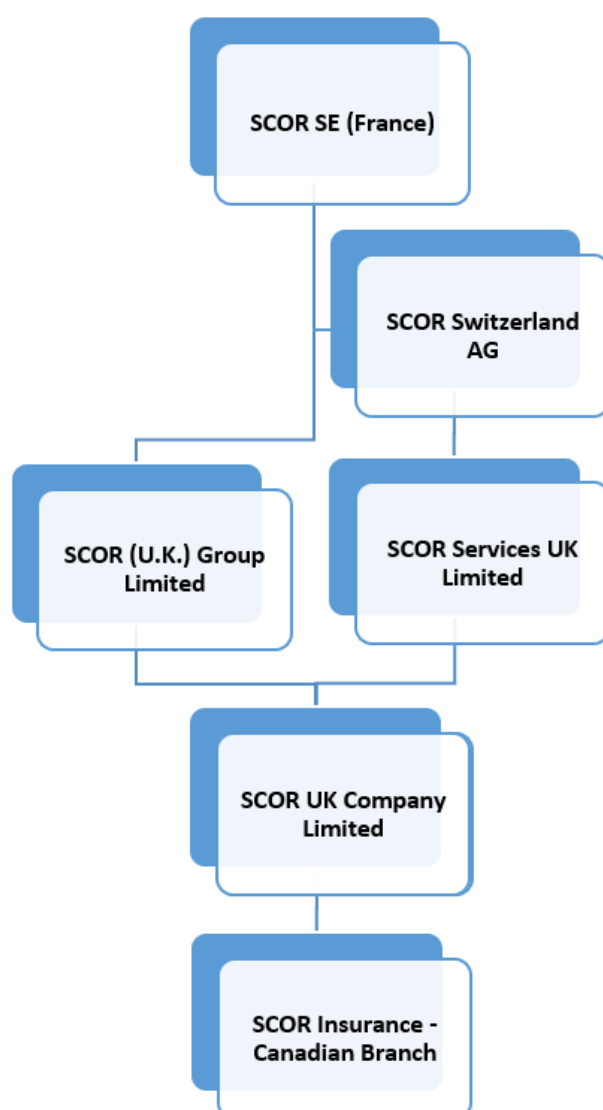 SCOR SE (France)
SCOR Switzerland
AG
SCOR (U.K.) Group
Limited
SCOR Services UK
Limited
SCOR UK Company
Limited
SCOR Insurance -
Canadian Branch